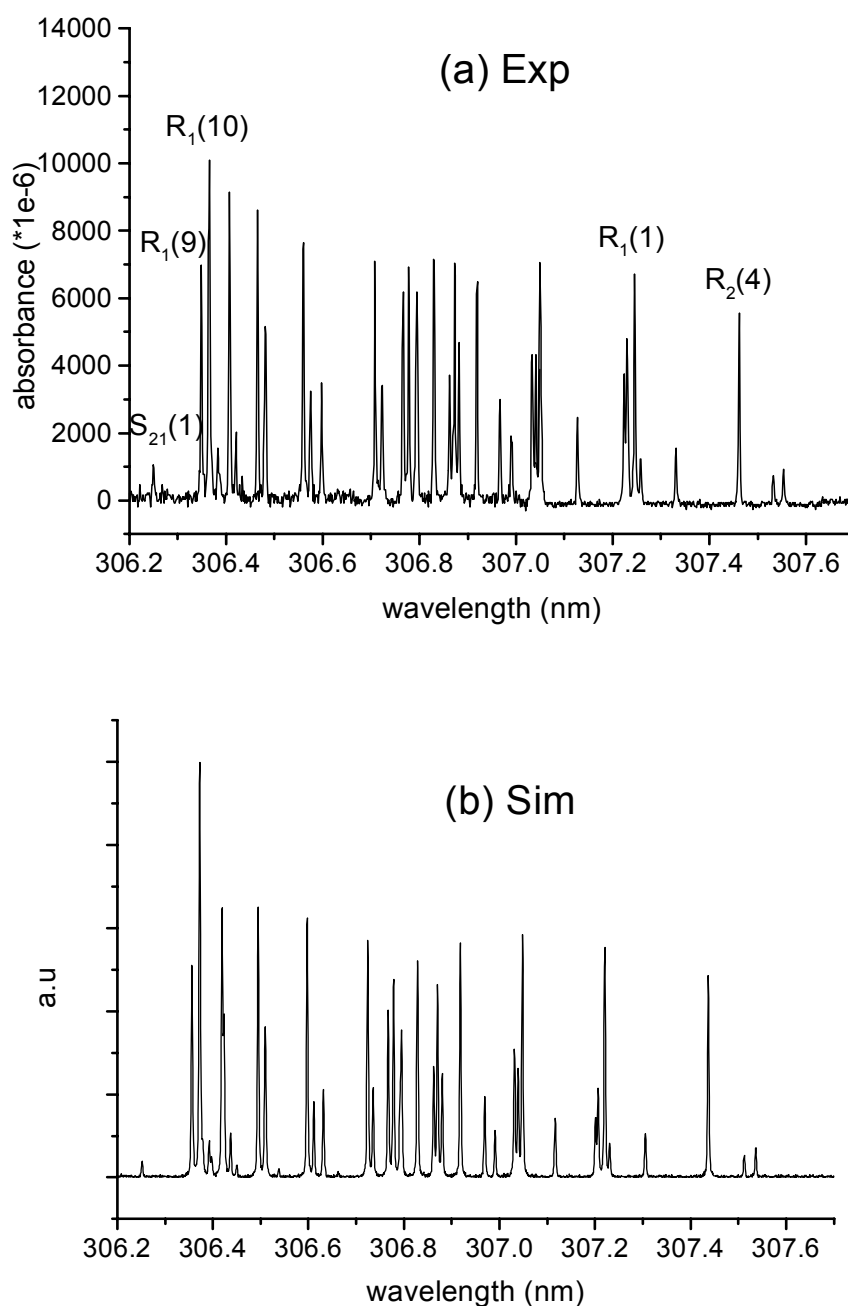 14000
(a) Exp
12000
R₁(10)
10000
8000
R₁(9)
R₁(1)
R₂(4)
6000
4000
2000
S₂₁(1)
0
absorbance (*1e-6)
306.2 306.4 306.6 306.8 307.0 307.2 307.4 307.6
wavelength (nm)
(b) Sim
a.u
306.2 306.4 306.6 306.8 307.0 307.2 307.4 307.6
wavelength (nm)